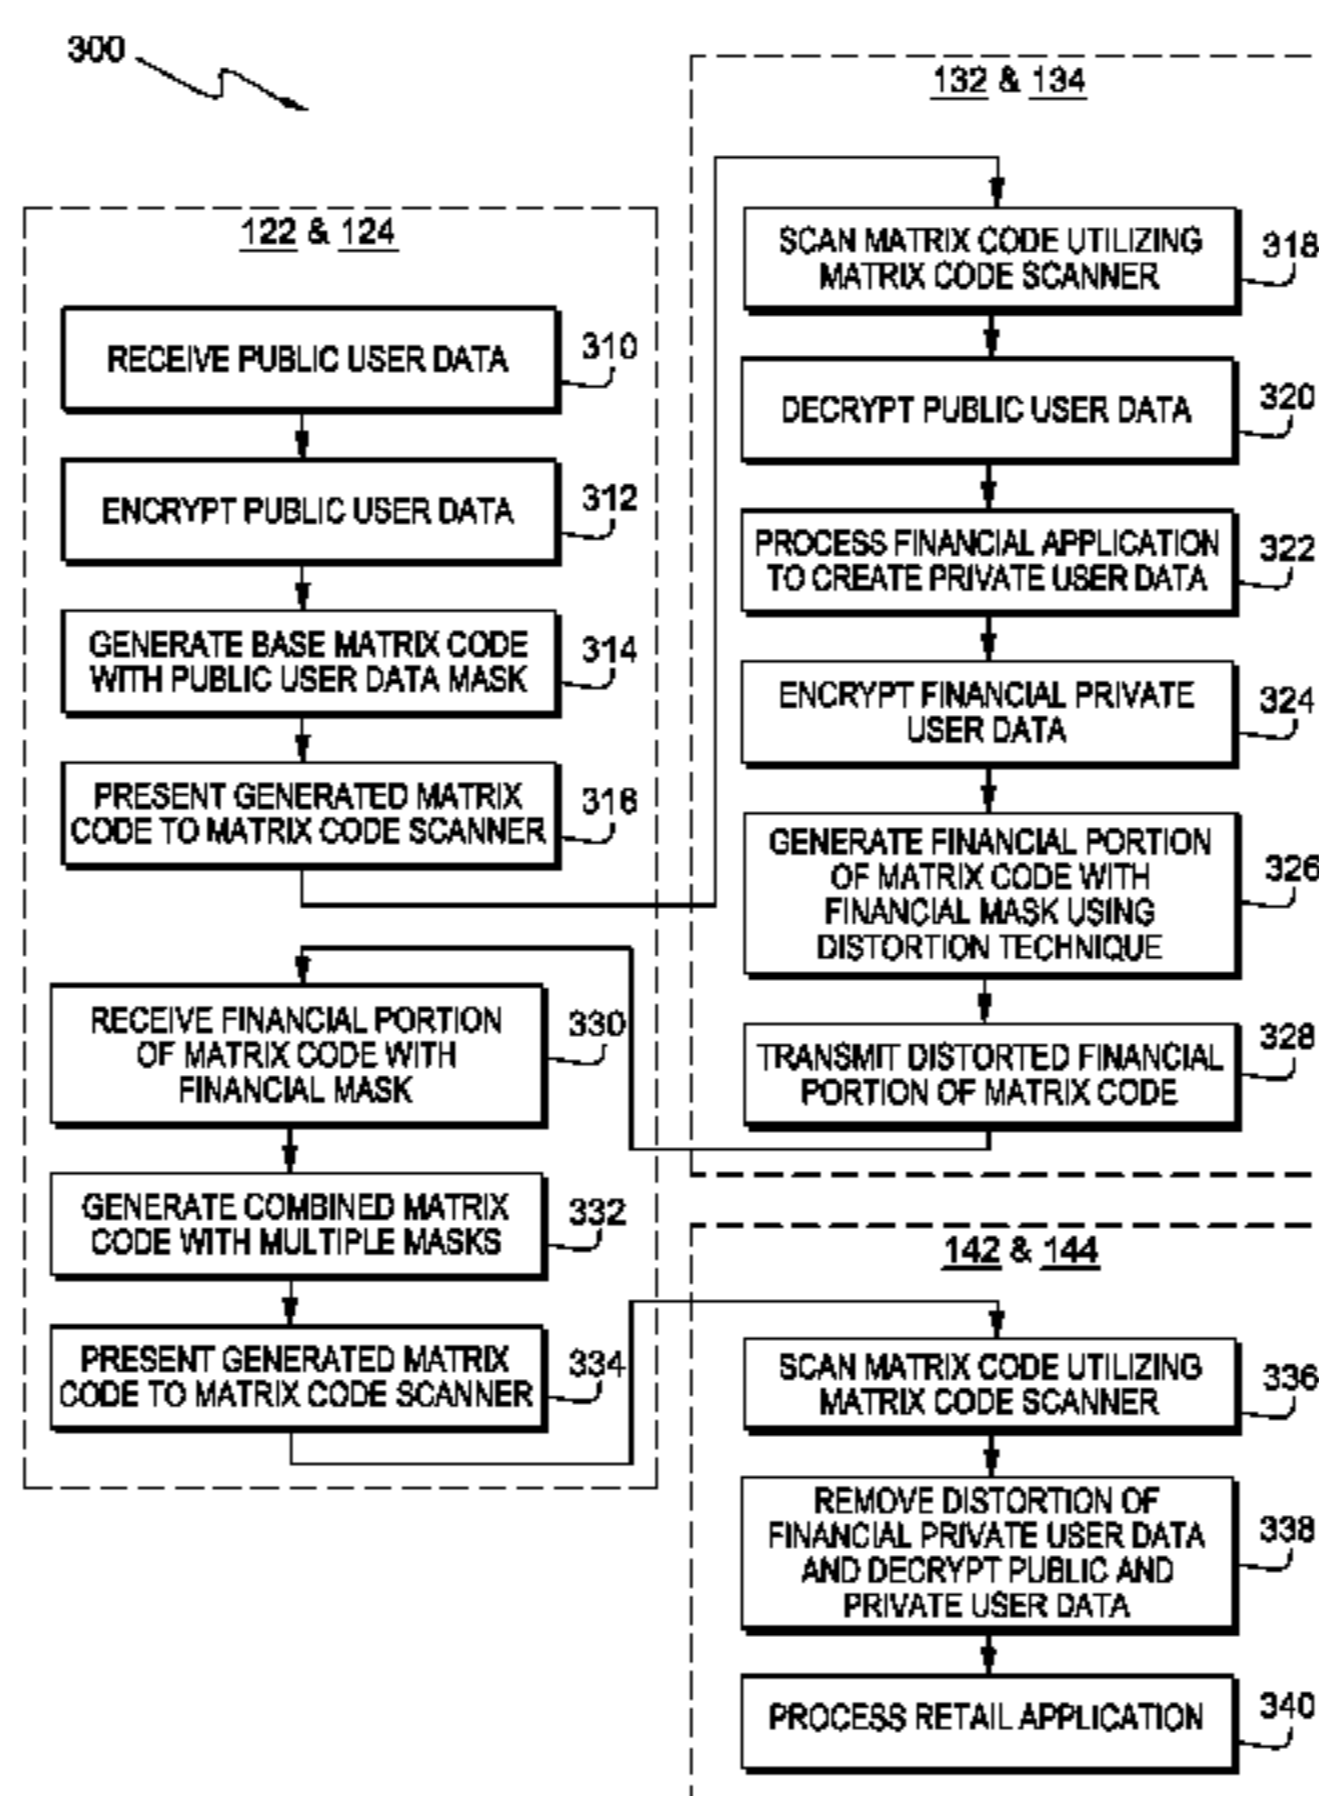 300
122 & 124
RECEIVE PUBLIC USER DATA
310
ENCRYPT PUBLIC USER DATA
312
GENERATE BASE MATRIX CODE
WITH PUBLIC USER DATA MASK
314
PRESENT GENERATED MATRIX
CODE TO MATRIX CODE SCANNER
316
132 & 134
SCAN MATRIX CODE UTILIZING
MATRIX CODE SCANNER
318
DECRYPT PUBLIC USER DATA
320
PROCESS FINANCIAL APPLICATION
TO CREATE PRIVATE USER DATA
322
ENCRYPT FINANCIAL PRIVATE
USER DATA
324
GENERATE FINANCIAL PORTION
OF MATRIX CODE WITH
FINANCIAL MASK USING
DISTORTION TECHNIQUE
326
TRANSMIT DISTORTED FINANCIAL
PORTION OF MATRIX CODE
328
RECEIVE FINANCIAL PORTION
OF MATRIX CODE WITH
FINANCIAL MASK
330
GENERATE COMBINED MATRIX
CODE WITH MULTIPLE MASKS
332
PRESENT GENERATED MATRIX
CODE TO MATRIX CODE SCANNER
334
142 & 144
SCAN MATRIX CODE UTILIZING
MATRIX CODE SCANNER
336
REMOVE DISTORTION OF
FINANCIAL PRIVATE USER DATA
AND DECRYPT PUBLIC AND
PRIVATE USER DATA
338
PROCESS RETAIL APPLICATION
340